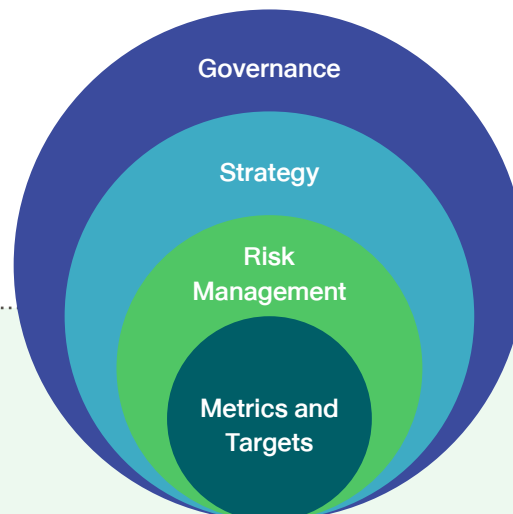 Governance
Strategy
Risk
Management
Metrics and
Targets